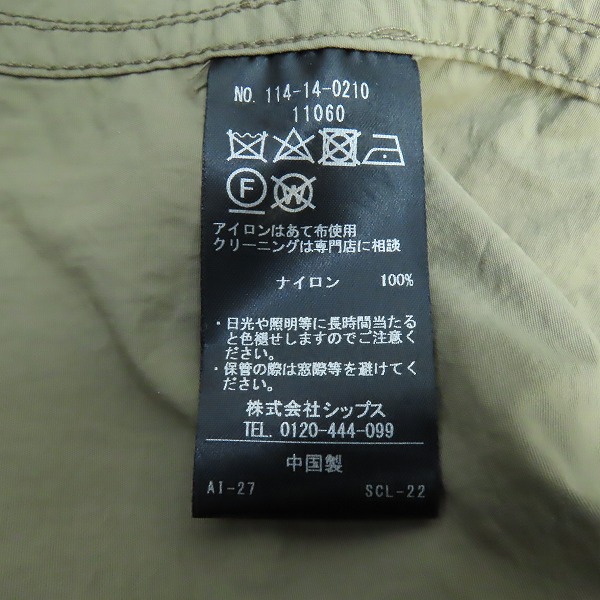 NO. 114-14-0210
11060
F
W
アイロンはあて布使用
クリーニングは専門店に相談
ナイロン 100%
・日光や照明等に長時間当たる
と色褪せしますのでご注意く
ださい。
・保管の際は窓際等を避けてく
ださい。
株式会社シップス
TEL. 0120-444-099
中国製
AI-27 SCL-22